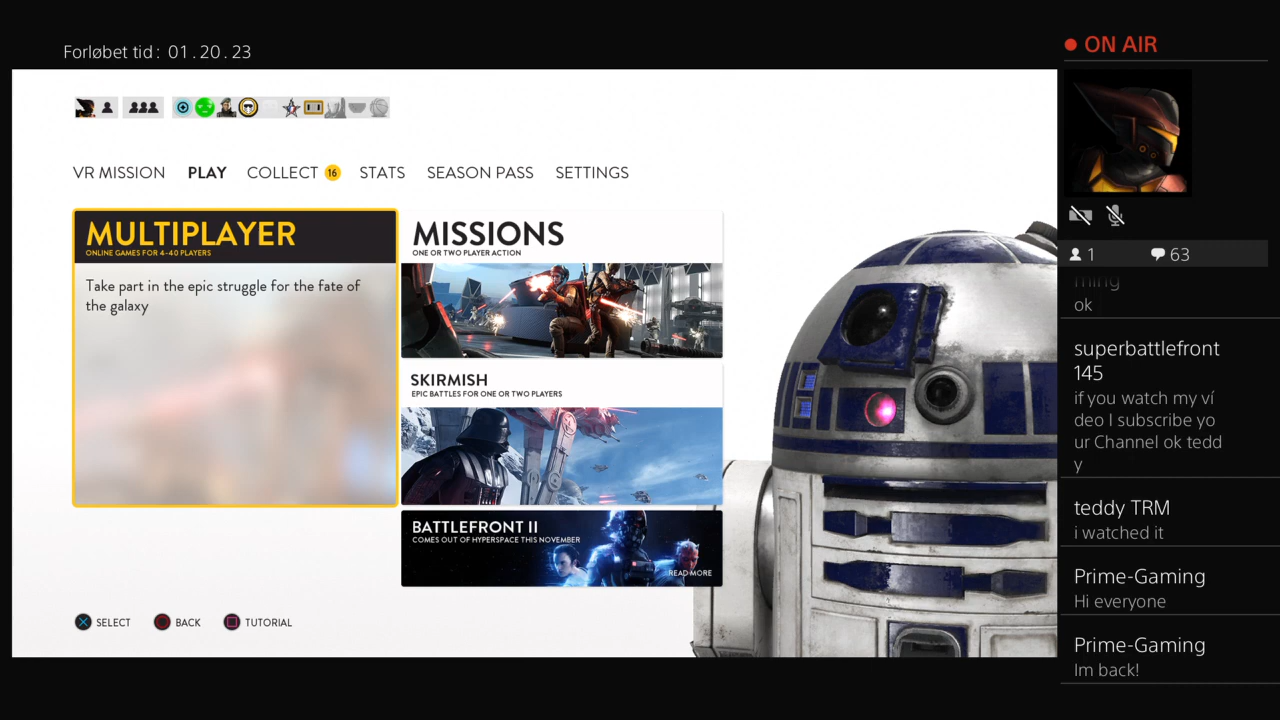 Forløbet tid: 01.20.23
ON AIR
VR MISSION PLAY COLLECT 16 STATS SEASON PASS SETTINGS
MULTIPLAYER
ONLINE GAMES FOR 4-40 PLAYERS
Take part in the epic struggle for the fate of
the galaxy
MISSIONS
ONE OR TWO PLAYER ACTION
SKIRMISH
EPIC BATTLES FOR ONE OR TWO PLAYERS
BATTLEFRONT II
COMES OUT OF HYPERSPACE THIS NOVEMBER
READ MORE
SELECT BACK TUTORIAL
1 63
ming
ok
superbattlefront
145
if you watch my ví
deo I subscribe yo
ur Channel ok tedd
y
teddy TRM
i watched it
Prime-Gaming
Hi everyone
Prime-Gaming
Im back!